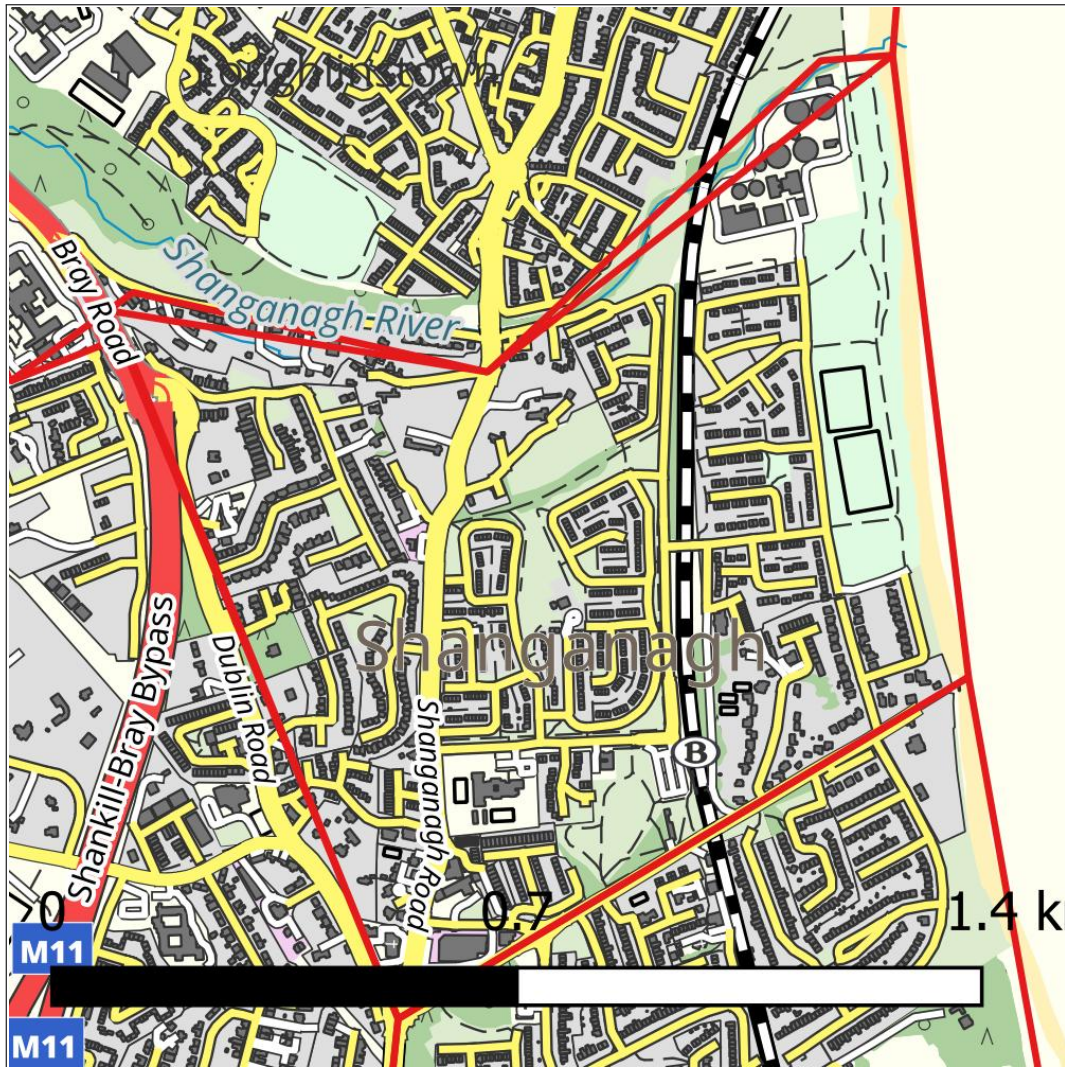 Loughlinstown
Bray Road
Shanganagh River
Shankill-Bray Bypass
Dublin Road
Shanganagh
Shanganagh Road
B
0
0.7
1.4 k
M11
M11